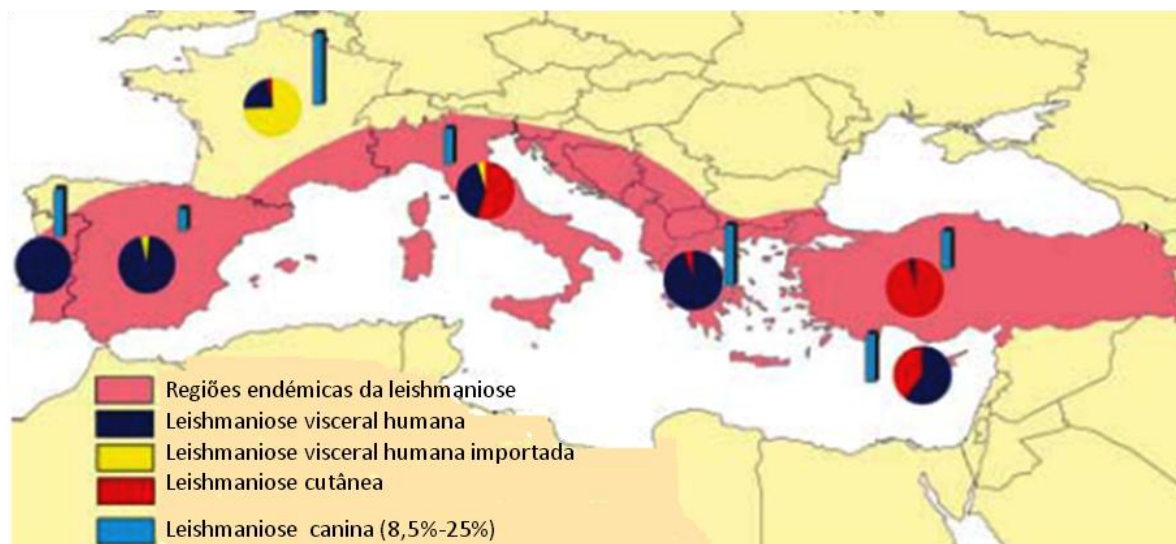 Regiões endémicas da leishmaniose
Leishmaniose visceral humana
Leishmaniose visceral humana importada
Leishmaniose cutânea
Leishmaniose canina (8,5%-25%)